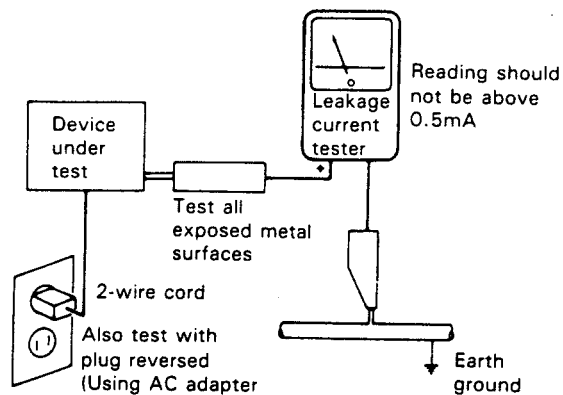 Device
under
test
Leakage
current
tester
Reading should
not be above
0.5mA
+
Test all
exposed metal
surfaces
2-wire cord
Also test with
plug reversed
(Using AC adapter
Earth
ground